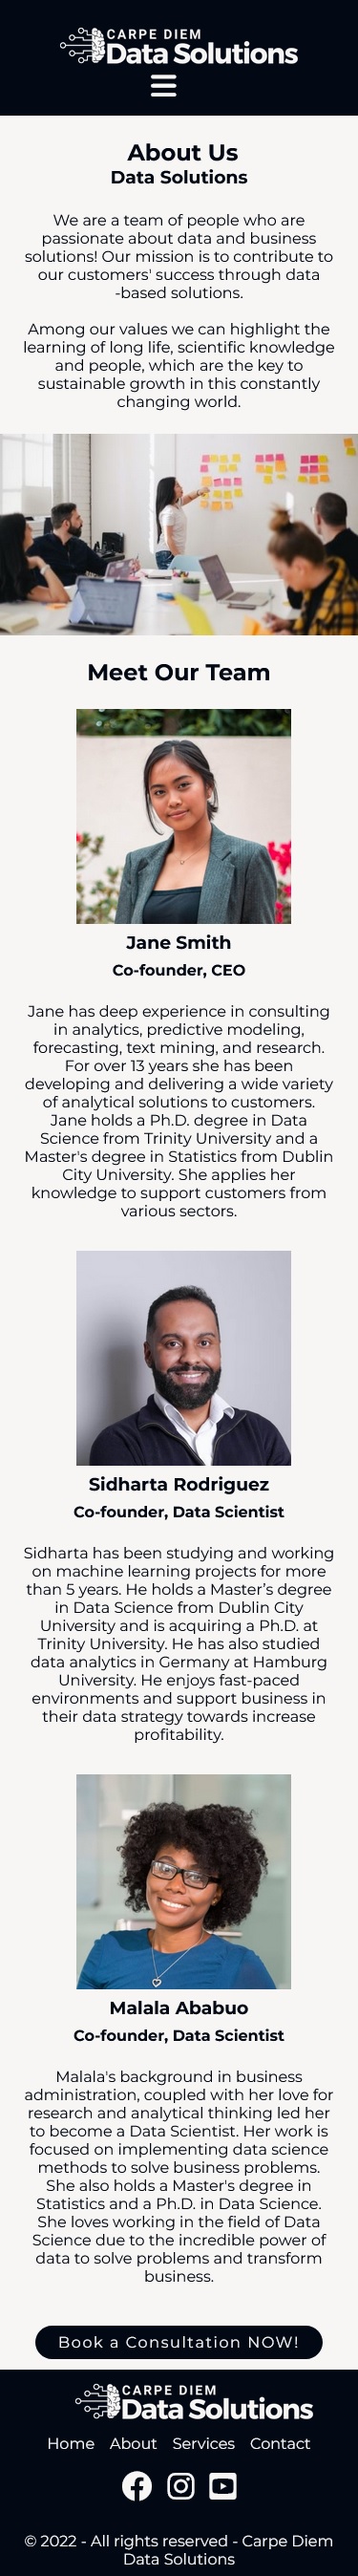 CARPE DIEM
Data Solutions
About Us
Data Solutions
We are a team of people who are
passionate about data and business
solutions! Our mission is to contribute to
our customers' success through data
-based solutions.
Among our values we can highlight the
learning of long life, scientific knowledge
and people, which are the key to
sustainable growth in this constantly
changing world.
Meet Our Team
Jane Smith
Co-founder, CEO
Jane has deep experience in consulting
in analytics, predictive modeling,
forecasting, text mining, and research.
For over 13 years she has been
developing and delivering a wide variety
of analytical solutions to customers.
Jane holds a Ph.D. degree in Data
Science from Trinity University and a
Master's degree in Statistics from Dublin
City University. She applies her
knowledge to support customers from
various sectors.
Sidharta Rodriguez
Co-founder, Data Scientist
Sidharta has been studying and working
on machine learning projects for more
than 5 years. He holds a Master’s degree
in Data Science from Dublin City
University and is acquiring a Ph.D. at
Trinity University. He has also studied
data analytics in Germany at Hamburg
University. He enjoys fast-paced
environments and support business in
their data strategy towards increase
profitability.
Malala Ababuo
Co-founder, Data Scientist
Malala's background in business
administration, coupled with her love for
research and analytical thinking led her
to become a Data Scientist. Her work is
focused on implementing data science
methods to solve business problems.
She also holds a Master's degree in
Statistics and a Ph.D. in Data Science.
She loves working in the field of Data
Science due to the incredible power of
data to solve problems and transform
business.
Book a Consultation NOW!
CARPE DIEM
Data Solutions
Home About Services Contact
© 2022 - All rights reserved - Carpe Diem
Data Solutions